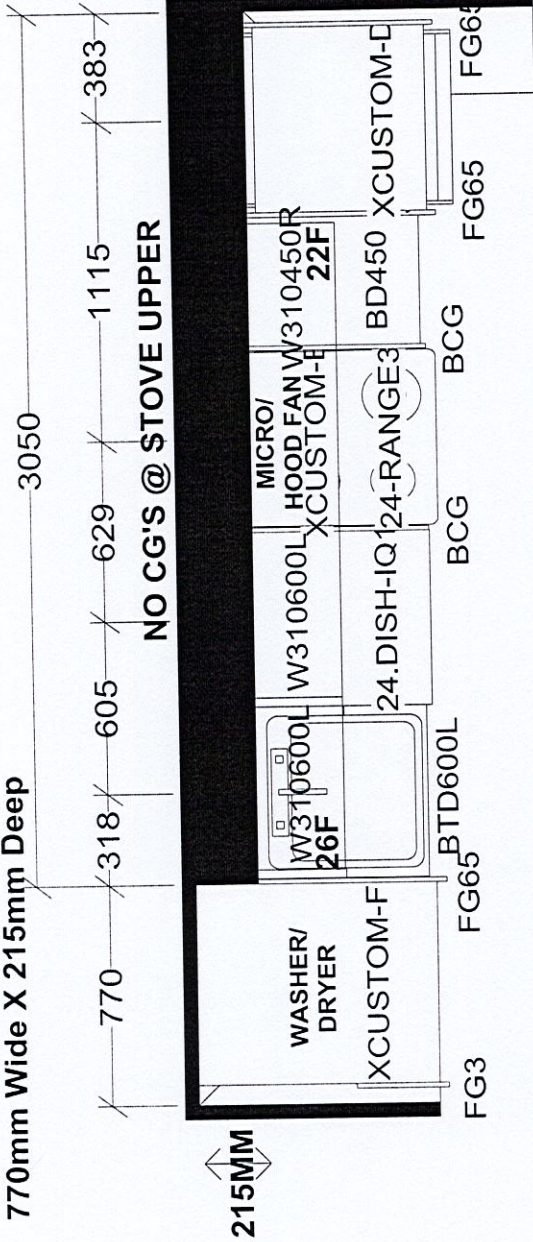 770mm Wide X 215mm Deep
3050
770
318
605
629
1115
383
NO CG'S @ STOVE UPPER
215MM
WASHER/
DRYER
XCUSTOM-F
W310600L
26F
W310600L
MICRO/
HOOD FAN
XCUSTOM-E
W310450R
22F
XCUSTOM-D
24.DISH-IQ1
24-RANGE3
BD450
FG3
FG65
BTD600L
BCG
BCG
FG65
FG65